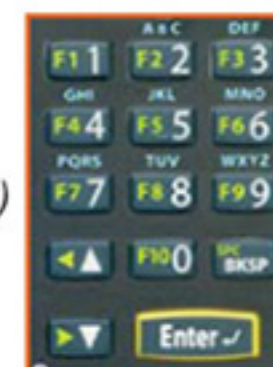 ABC DEF
F1 1 F2 2 F3 3
GHI JKL MNO
F4 4 F5 5 F6 6
PQRS TUV WXYZ
F7 7 F8 8 F9 9
F10 0 SPC BKSP
Enter
)